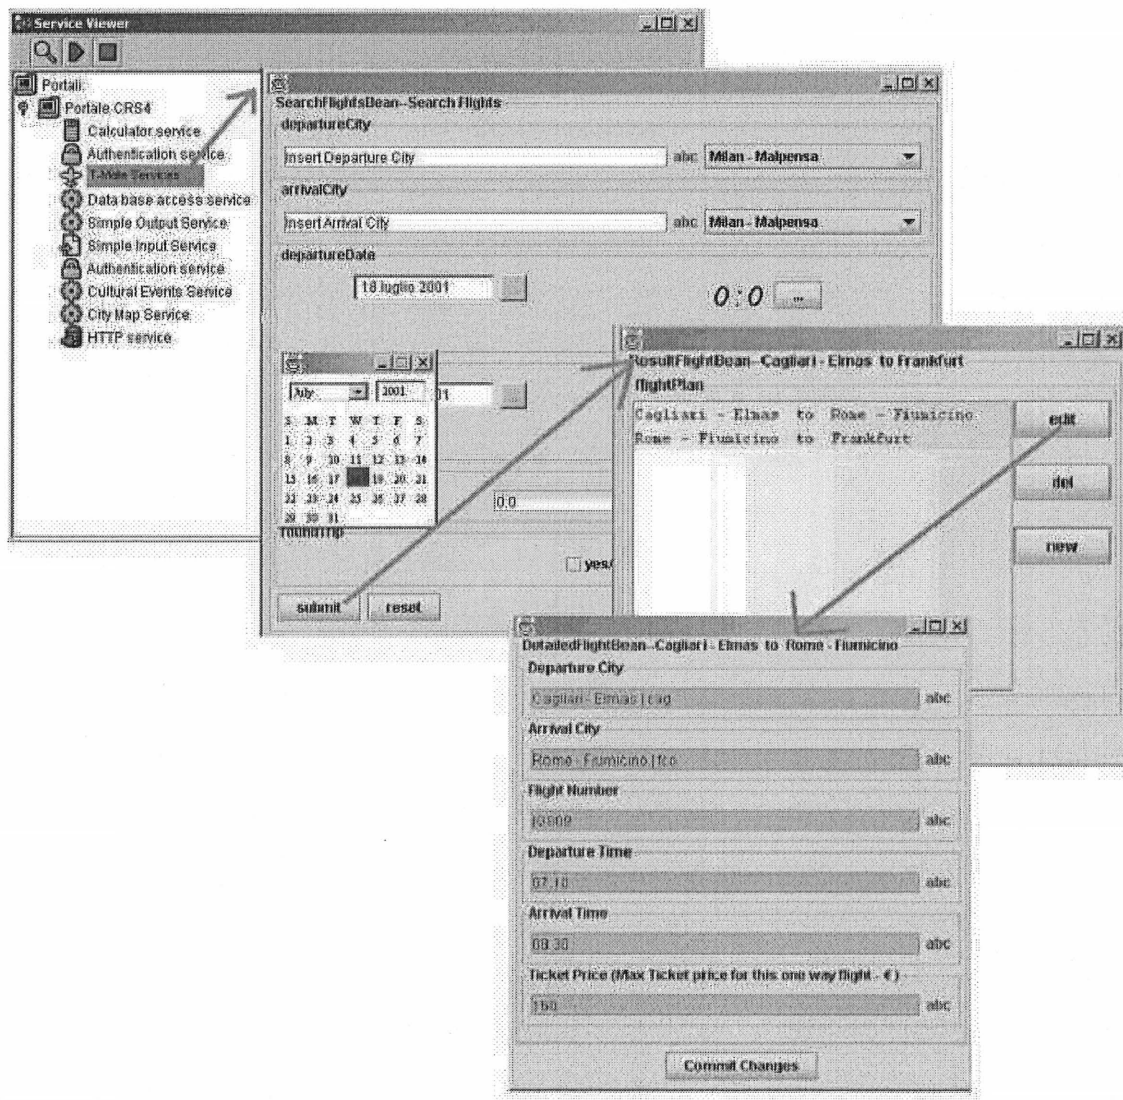 Service Viewer
Portali
Portale CRS4
Calculator service
Authentication service
T-Mate Services
Data base access service
Simple Output Service
Simple Input Service
Authentication service
Cultural Events Service
City Map Service
HTTP service
SearchFlightsBean--Search Flights
departureCity
Insert Departure City abc Milan - Malpensa
arrivalCity
Insert Arrival City abc Milan - Malpensa
departureData
18 luglio 2001 0:0 ...
July 2001
S M T W T F S
1 2 3 4 5 6 7
8 9 10 11 12 13 14
15 16 17 19 20 21
22 23 24 25 26 27 28
29 30 31
01
0.0
roundTrip
yes/
submit reset
ResultFlightBean--Cagliari - Elmas to Frankfurt
flightPlan
Cagliari - Elmas to Rome - Fiumicino
Rome - Fiumicino to Frankfurt
edit
del
new
DetailedFlightBean--Cagliari - Elmas to Rome - Fiumicino
Departure City
Cagliari - Elmas | cag abc
Arrival City
Rome - Fiumicino | fco abc
Flight Number
abc
Departure Time
07.10 abc
Arrival Time
08.30 abc
Ticket Price (Max Ticket price for this one way flight - €)
160 abc
Commit Changes